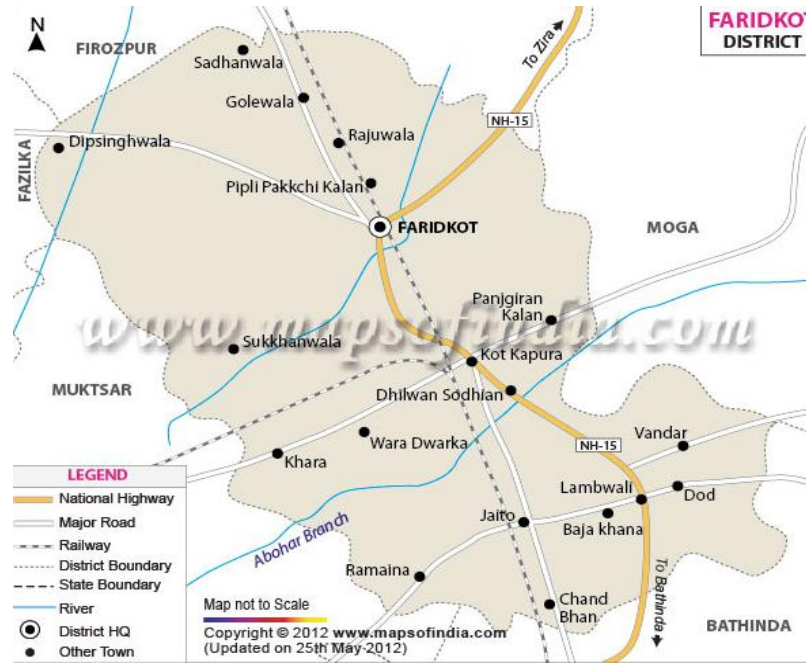 N
FIROZPUR
FARIDKOT
DISTRICT
To Zira
Sadhanwala
Golewala
NH-15
Rajuwala
Dipsinghwala
FAZILKA
Pipli Pakkchi Kalan
FARIDKOT
MOGA
Panjgiran
Kalan
www.mapsofindia.com
Sukkhanwala
Kot Kapura
MUKTSAR
Dhilwan Sodhian
Wara Dwarka
Vandar
NH-15
Khara
Lambwali
Dod
Jaito
Baja khana
Abohar Branch
Ramaina
Chand
Bhan
To Bathinda
BATHINDA
LEGEND
National Highway
Major Road
Railway
District Boundary
State Boundary
River
District HQ
Other Town
Map not to Scale
Copyright © 2012 www.mapsofindia.com
(Updated on 25th May-2012)